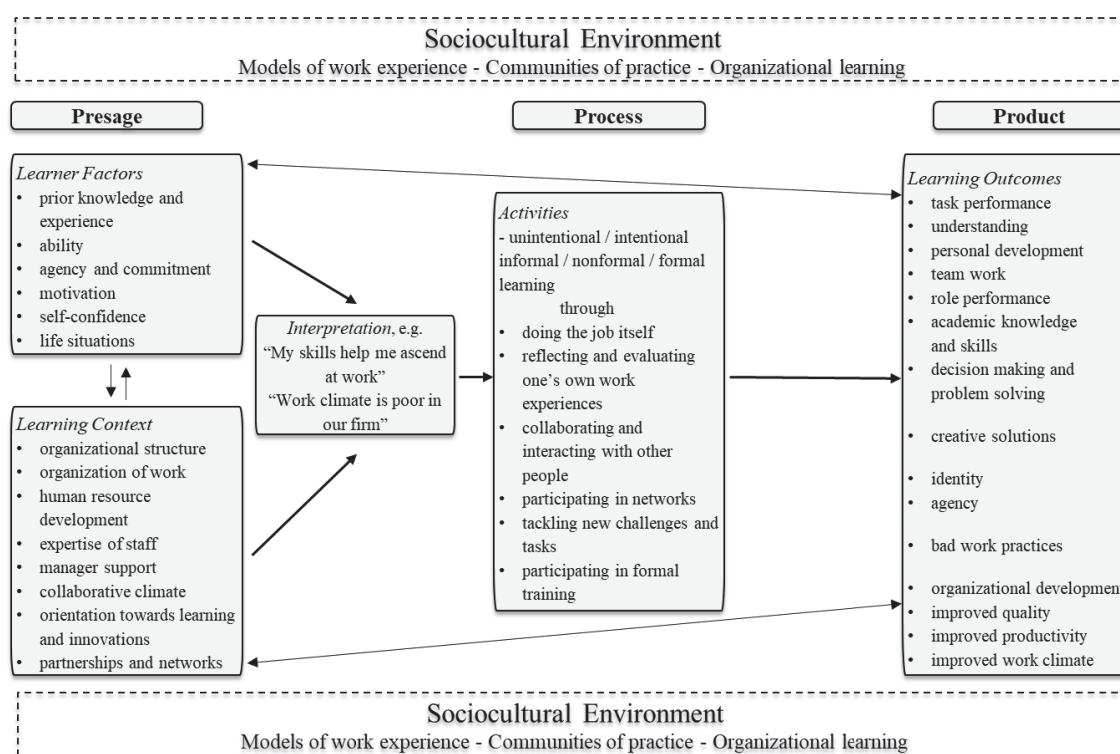 Sociocultural Environment
Models of work experience - Communities of practice - Organizational learning
Presage
Process
Product
Learner Factors
• prior knowledge and
experience
• ability
• agency and commitment
• motivation
• self-confidence
• life situations
Learning Context
• organizational structure
• organization of work
• human resource
development
• expertise of staff
• manager support
• collaborative climate
• orientation towards learning
and innovations
• partnerships and networks
Interpretation, e.g.
“My skills help me ascend
at work”
“Work climate is poor in
our firm”
Activities
- unintentional / intentional
informal / nonformal / formal
learning
through
• doing the job itself
• reflecting and evaluating
one’s own work
experiences
• collaborating and
interacting with other
people
• participating in networks
• tackling new challenges and
tasks
• participating in formal
training
Learning Outcomes
• task performance
• understanding
• personal development
• team work
• role performance
• academic knowledge
and skills
• decision making and
problem solving
• creative solutions
• identity
• agency
• bad work practices
• organizational development
• improved quality
• improved productivity
• improved work climate
Sociocultural Environment
Models of work experience - Communities of practice - Organizational learning